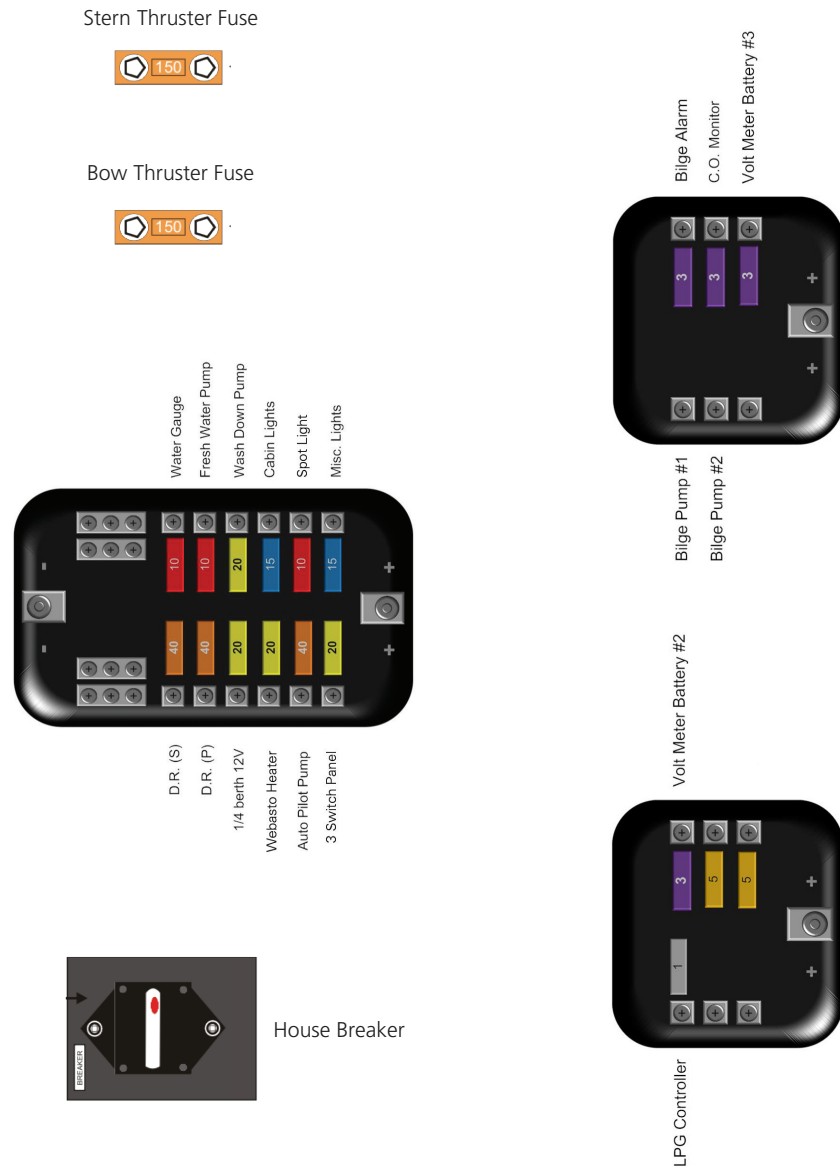 Stern Thruster Fuse
150
Bow Thruster Fuse
150
Water Gauge
Fresh Water Pump
Wash Down Pump
Cabin Lights
Spot Light
Misc. Lights
- +
10
10
20
15
10
15
40
40
20
20
40
20
- +
D.R. (S)
D.R. (P)
1/4 berth 12V
Webasto Heater
Auto Pilot Pump
3 Switch Panel
BREAKER
House Breaker
Bilge Alarm
C.O. Monitor
Volt Meter Battery #3
3
3
3
+
+
Bilge Pump #1
Bilge Pump #2
Volt Meter Battery #2
3
5
5
1
+
+
LPG Controller